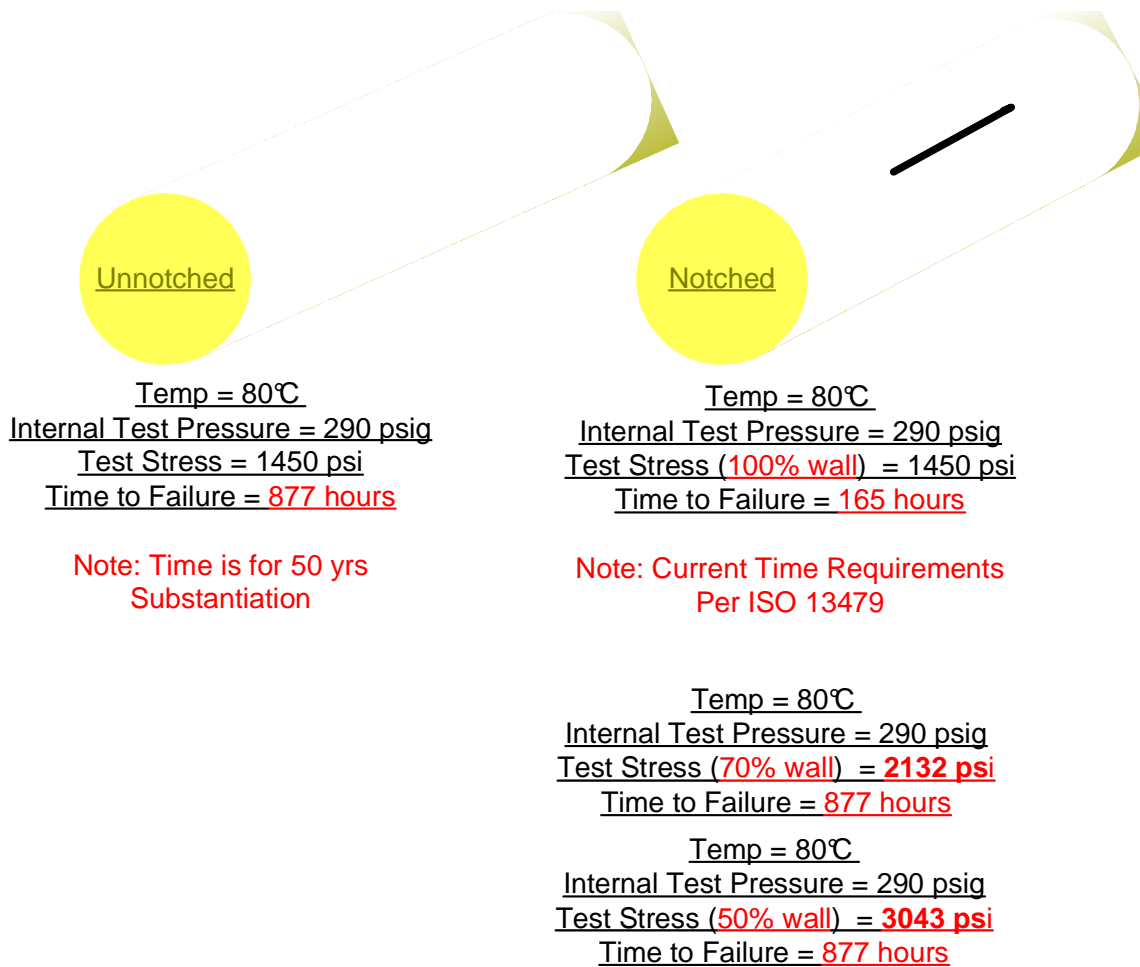 Unnotched
Temp = 80℃
Internal Test Pressure = 290 psig
Test Stress = 1450 psi
Time to Failure = 877 hours
Note: Time is for 50 yrs
Substantiation
Notched
Temp = 80℃
Internal Test Pressure = 290 psig
Test Stress (100% wall) = 1450 psi
Time to Failure = 165 hours
Note: Current Time Requirements
Per ISO 13479
Temp = 80℃
Internal Test Pressure = 290 psig
Test Stress (70% wall) = 2132 psi
Time to Failure = 877 hours
Temp = 80℃
Internal Test Pressure = 290 psig
Test Stress (50% wall) = 3043 psi
Time to Failure = 877 hours